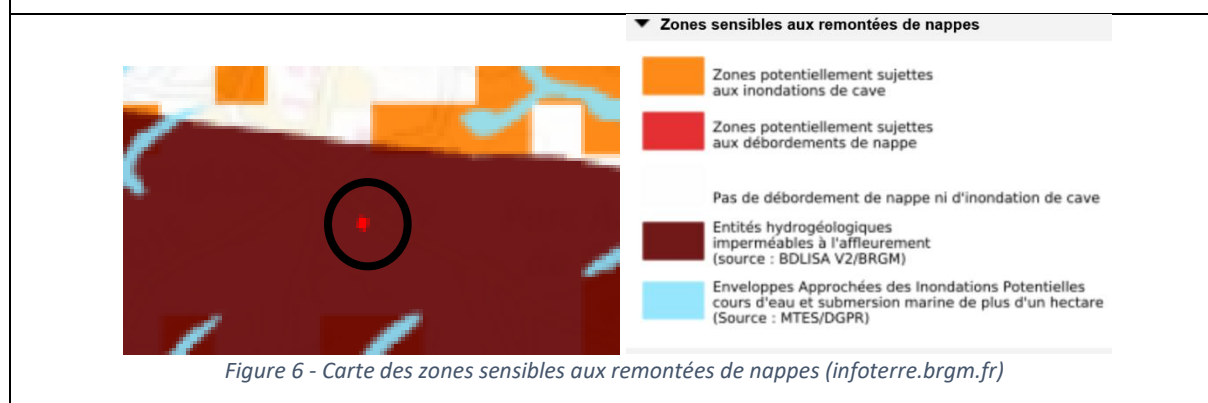 Zones sensibles aux remontées de nappes
Zones potentiellement sujettes
aux inondations de cave
Zones potentiellement sujettes
aux débordements de nappe
Pas de débordement de nappe ni d'inondation de cave
Entités hydrogéologiques
imperméables à l'affleurement
(source : BDLISA V2/BRGM)
Enveloppes Approchées des Inondations Potentielles
cours d'eau et submersion marine de plus d'un hectare
(Source : MTES/DGPR)
Figure 6 - Carte des zones sensibles aux remontées de nappes (infoterre.brgm.fr)